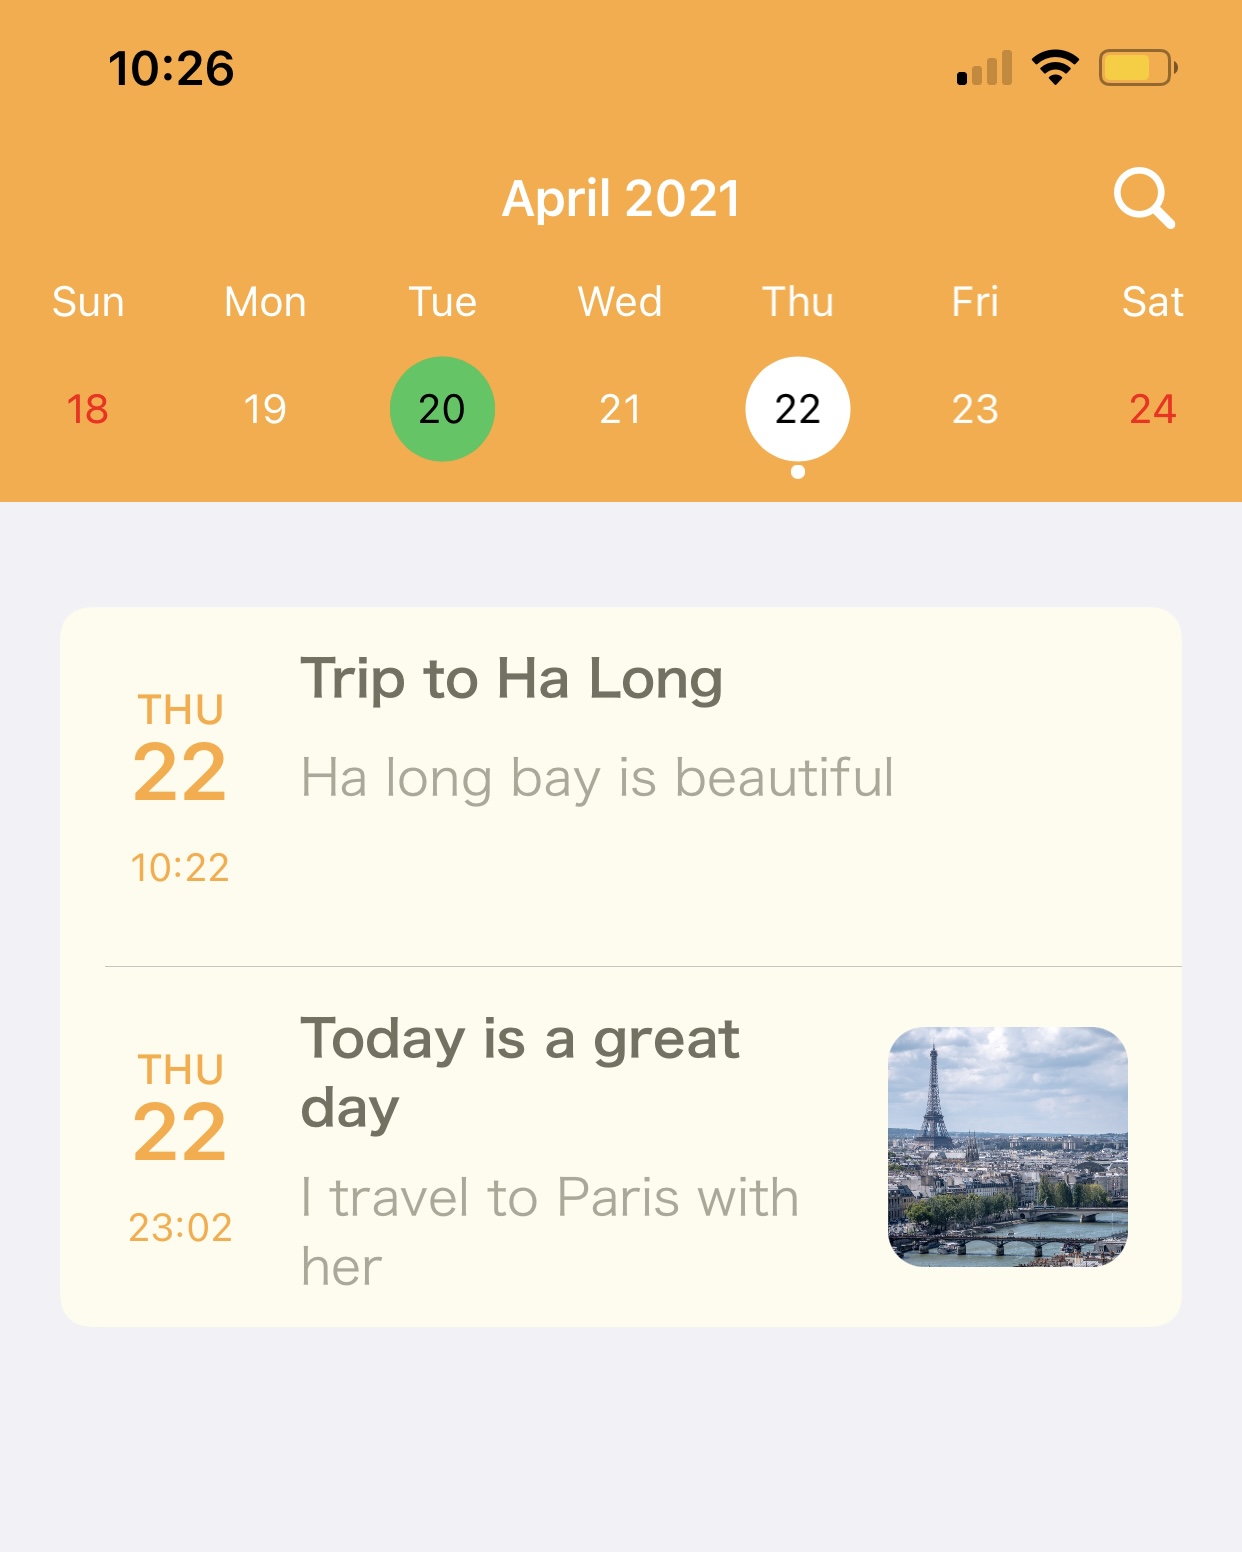 10:26
April 2021
Sun Mon Tue Wed Thu Fri Sat
18 19 20 21 22 23 24
THU
22
10:22
Trip to Ha Long
Ha long bay is beautiful
THU
22
23:02
Today is a great
day
I travel to Paris with
her